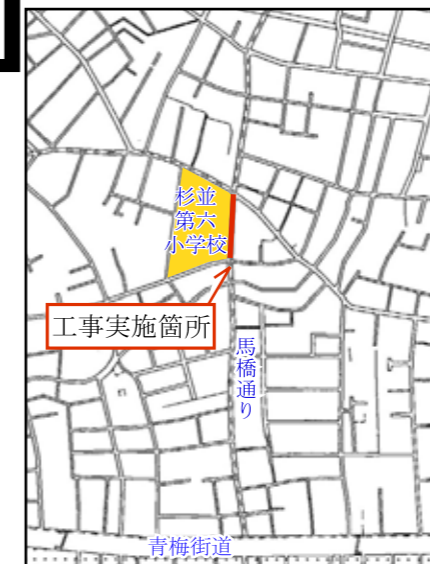 杉並
第六
小学校
工事実施箇所
馬橋通り
青梅街道